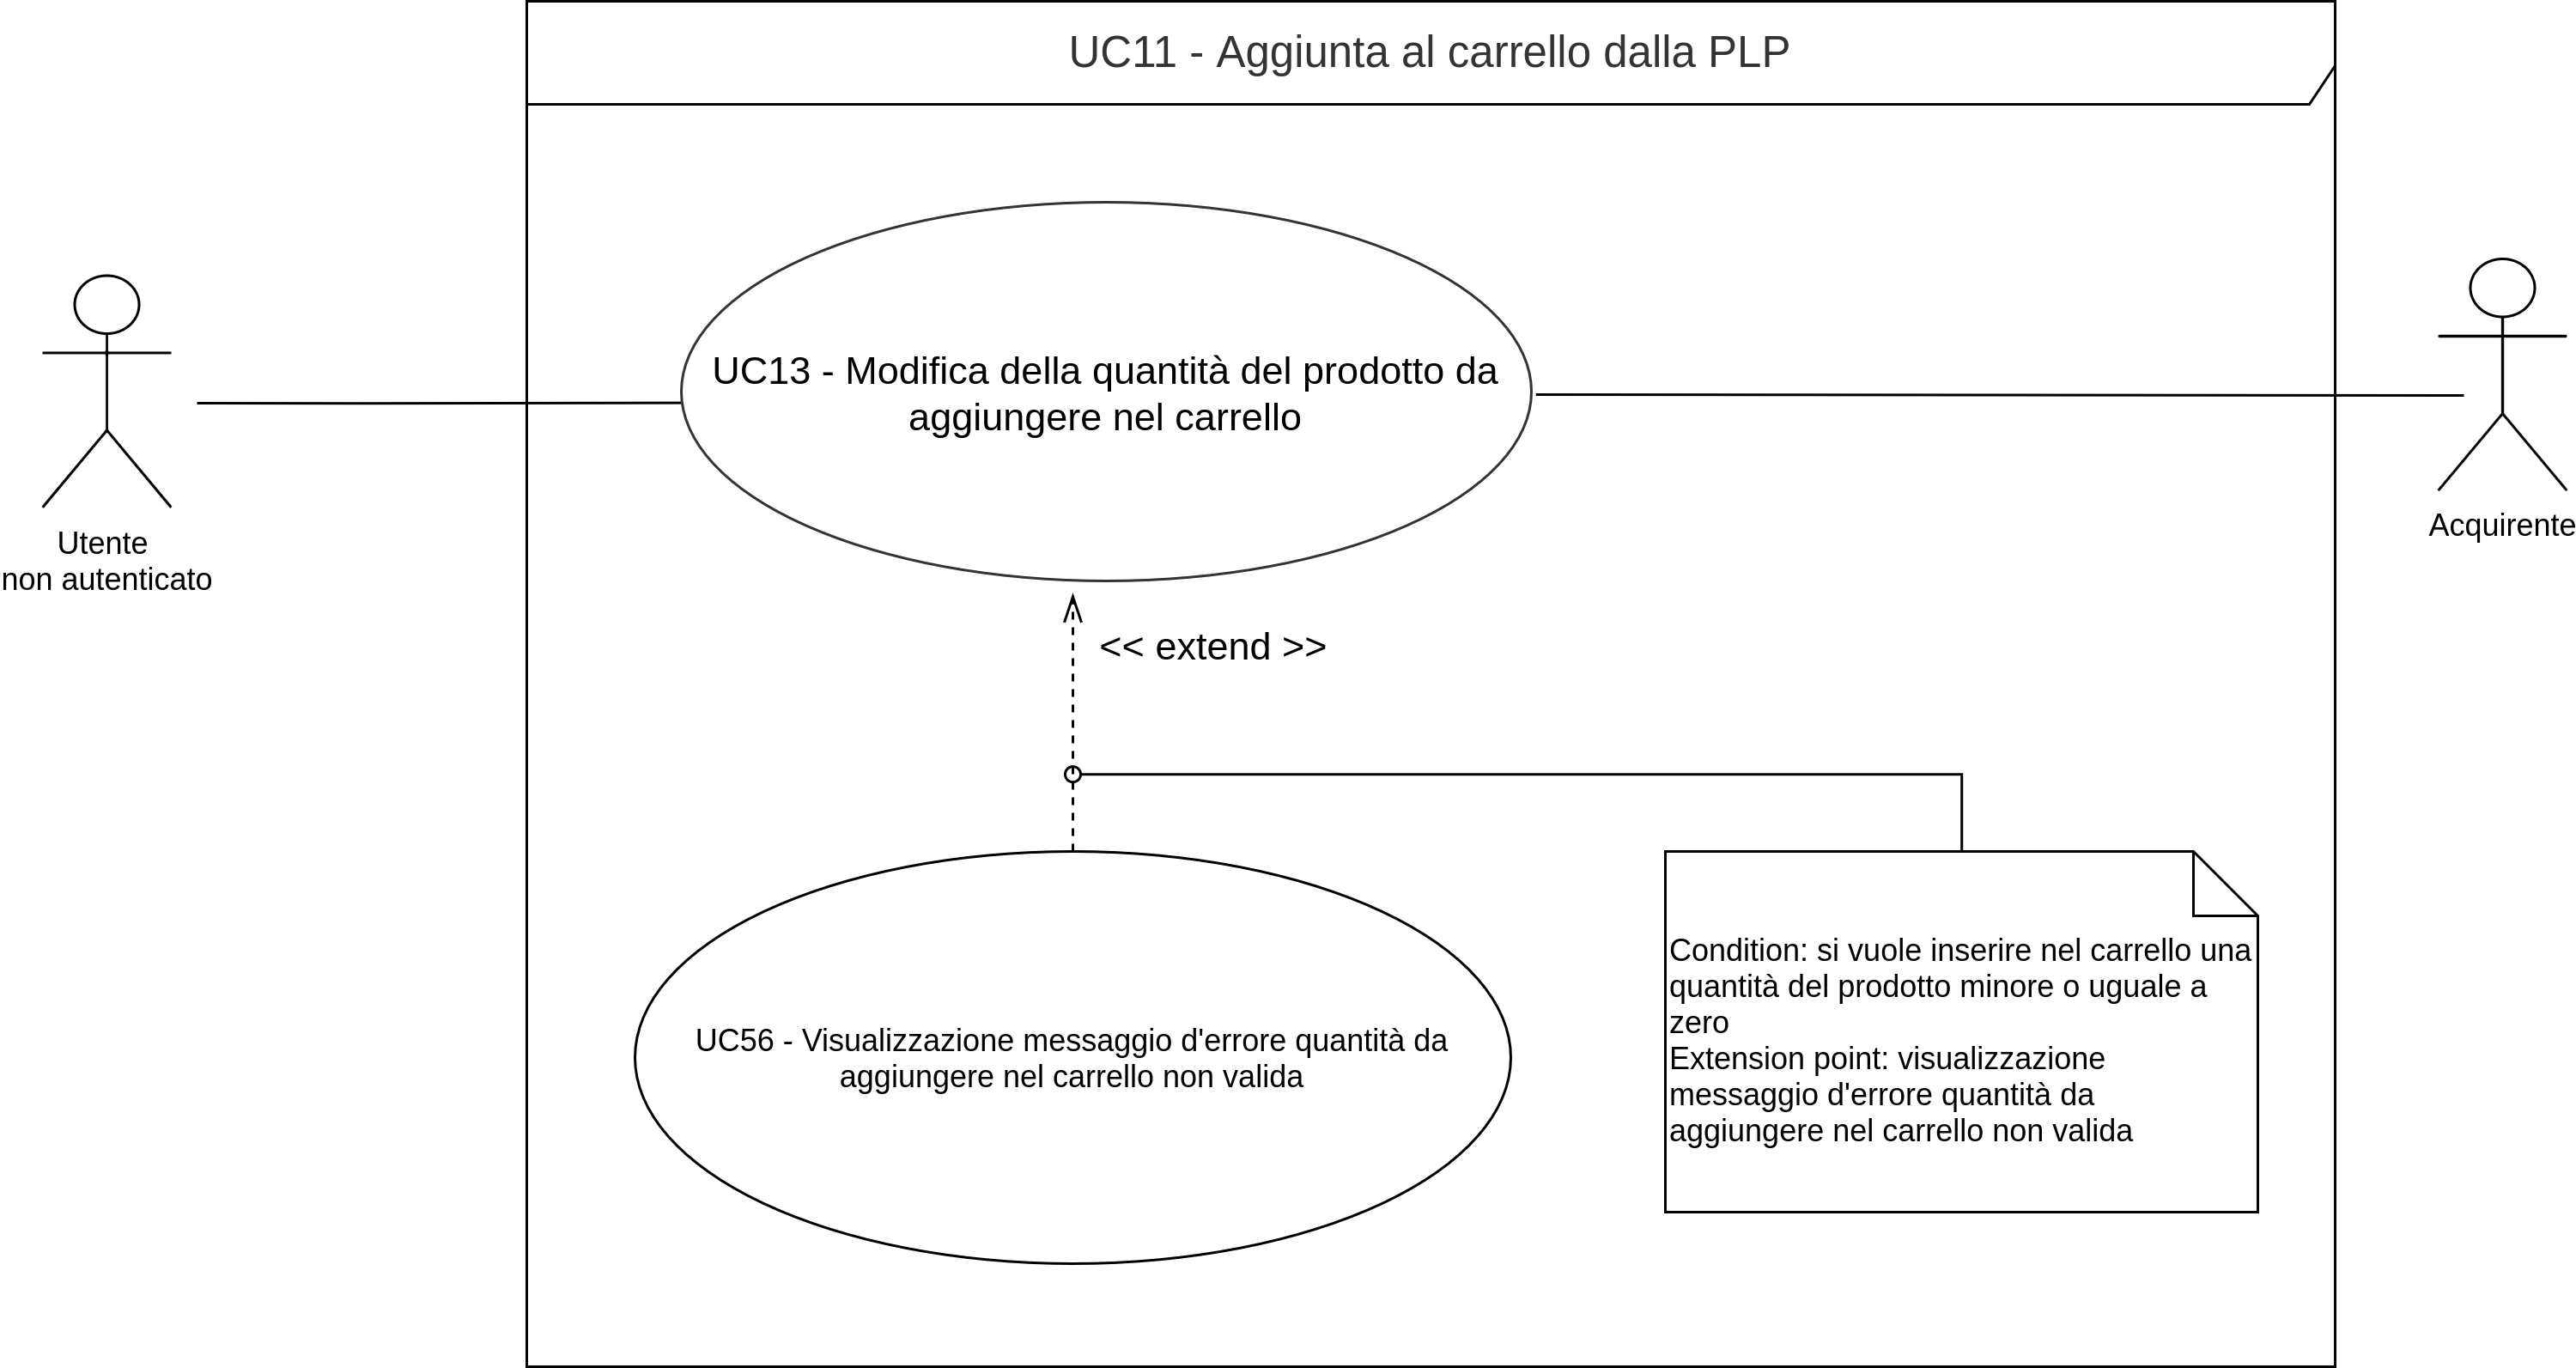 UC11 - Aggiunta al carrello dalla PLP
UC13 - Modifica della quantità del prodotto da
aggiungere nel carrello
Utente
non autenticato
Acquirente
<< extend >>
UC56 - Visualizzazione messaggio d'errore quantità da
aggiungere nel carrello non valida
Condition: si vuole inserire nel carrello una
quantità del prodotto minore o uguale a
zero
Extension point: visualizzazione
messaggio d'errore quantità da
aggiungere nel carrello non valida